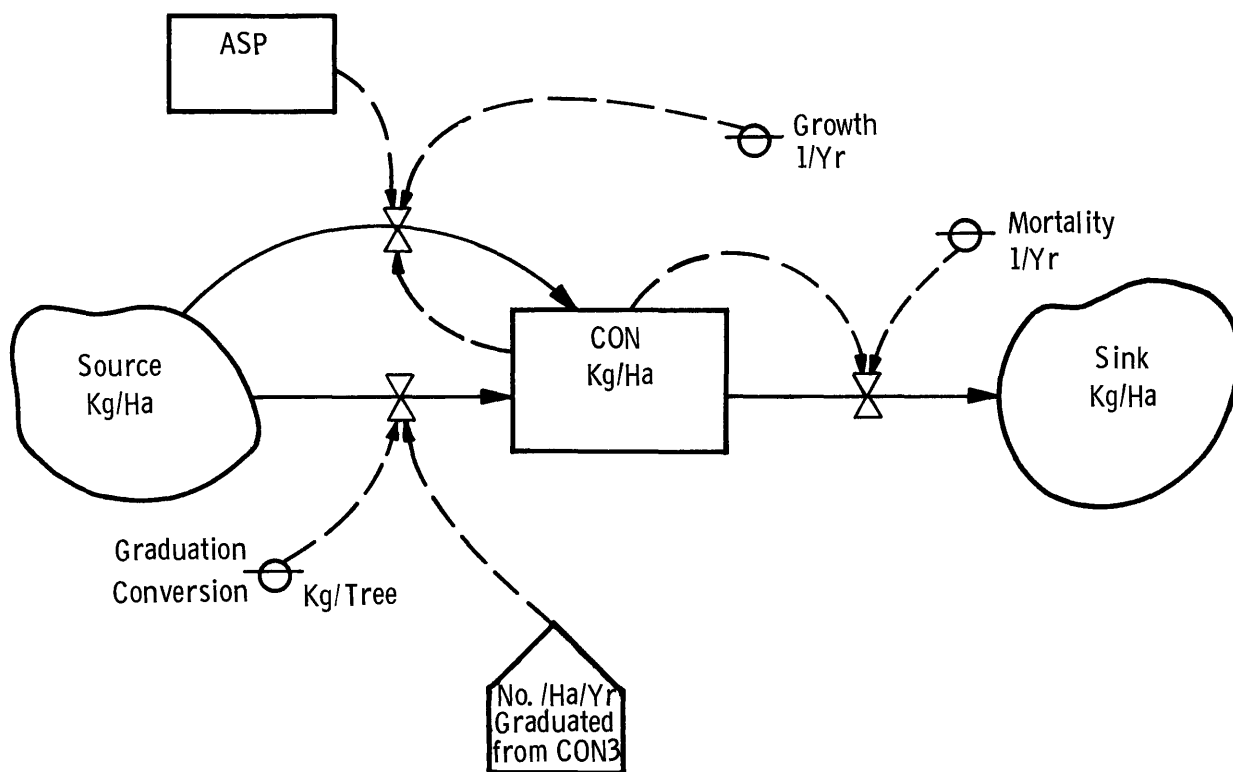 ASP
Growth
1/Yr
Mortality
1/Yr
Source
Kg/Ha
CON
Kg/Ha
Sink
Kg/Ha
Graduation
Conversion
Kg/Tree
No./Ha/Yr
Graduated
from CON3